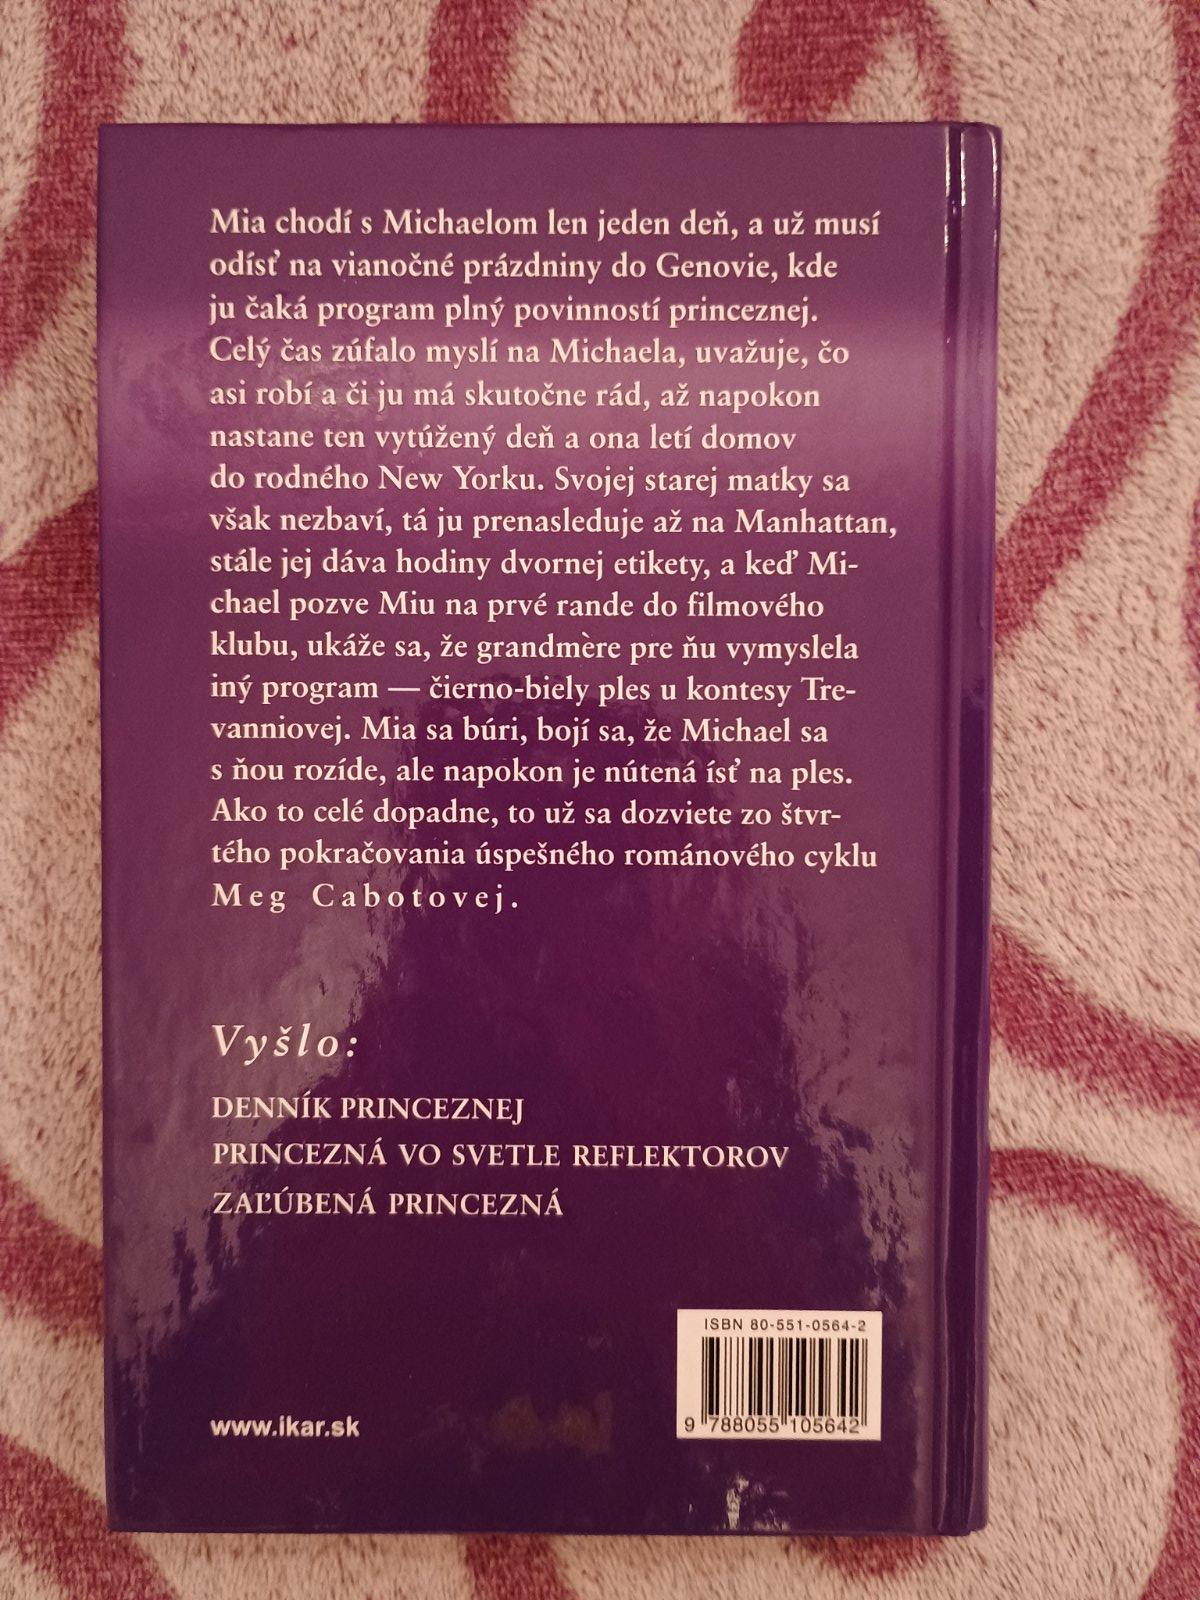 Mia chodí s Michaelom len jeden deň, a už musí
odísť na vianočné prázdniny do Genovie, kde
ju čaká program plný povinností princeznej.
Celý čas zúfalo myslí na Michaela, uvažuje, čo
asi robí a či ju má skutočne rád, až napokon
nastane ten vytúžený deň a ona letí domov
do rodného New Yorku. Svojej starej matky sa
však nezbaví, tá ju prenasleduje až na Manhattan,
stále jej dáva hodiny dvornej etikety, a keď Mi-
chael pozve Miu na prvé rande do filmového
klubu, ukáže sa, že grandmère pre ňu vymyslela
iný program — čierno-biely ples u kontesy Tre-
vanniovej. Mia sa búri, bojí sa, že Michael sa
s ňou rozíde, ale napokon je nútená ísť na ples.
Ako to celé dopadne, to už sa dozviete zo štvr-
tého pokračovania úspešného románového cyklu
Meg Cabotovej.
Vyšlo:
DENNÍK PRINCEZNEJ
PRINCEZNÁ VO SVETLE REFLEKTOROV
ZAĽÚBENÁ PRINCEZNÁ
ISBN 80-551-0564-2
9 788055 105642
www.ikar.sk